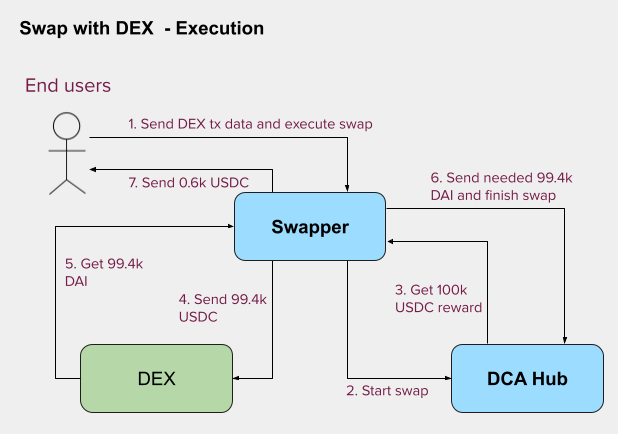 Swap with DEX - Execution
End users
1. Send DEX tx data and execute swap
7. Send 0.6k USDC
6. Send needed 99.4k
DAI and finish swap
Swapper
5. Get 99.4k
DAI
4. Send 99.4k
USDC
3. Get 100k
USDC reward
DEX
2. Start swap
DCA Hub